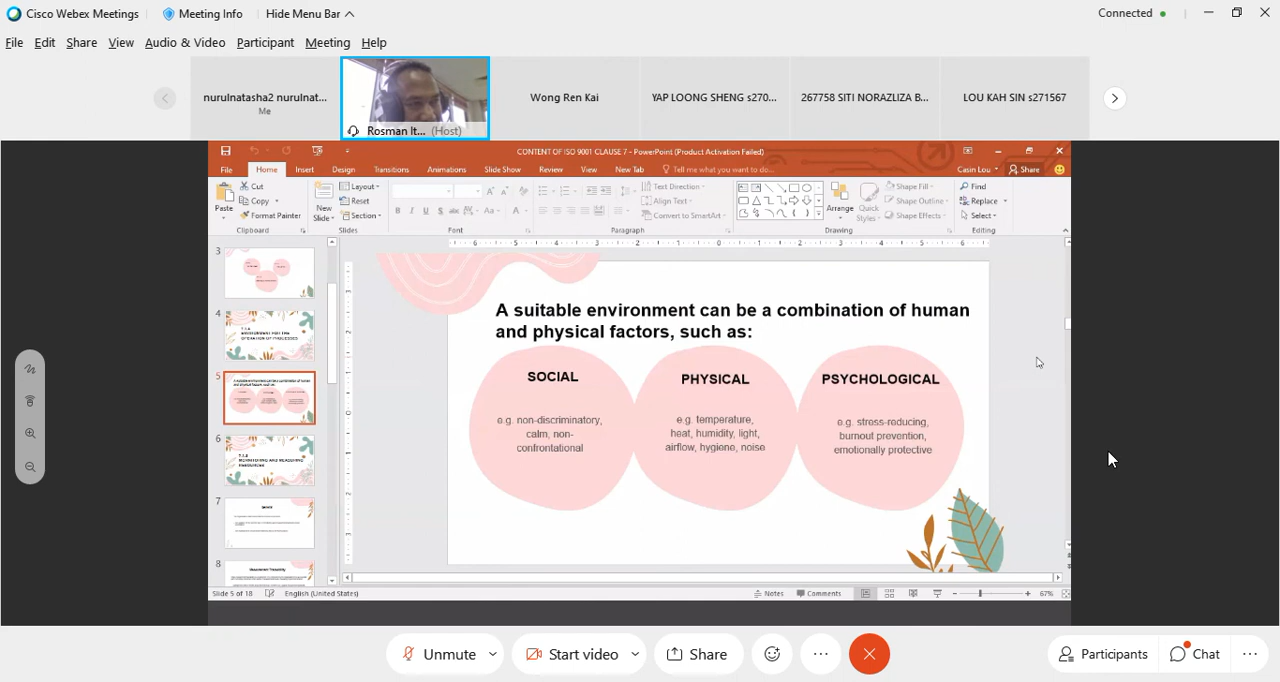 Cisco Webex Meetings
Meeting Info
Hide Menu Bar
Connected
File Edit Share View Audio & Video Participant Meeting Help
nurulnatasha2 nurulnat...
Me
Rosman It... (Host)
Wong Ren Kai
YAP LOONG SHENG s270...
267758 SITI NORAZLIZA B...
LOU KAH SIN s271567
CONTENT OF ISO 9001 CLAUSE 7 - PowerPoint (Product Activation Failed)
File Home Insert Design Transitions Animations Slide Show Review View New Tab Tell me what you want to do...
Casin Lou
Share
Paste
Cut
Copy
Format Painter
Clipboard
New
Slide
Layout
Reset
Section
Slides
Font
Text Direction
Align Text
Convert to SmartArt
Paragraph
Arrange
Quick
Styles
Shape Fill
Shape Outline
Shape Effects
Drawing
Find
Replace
Select
Editing
3
4
5
6
7
8
A suitable environment can be a combination of human
and physical factors, such as:
SOCIAL
e.g. non-discriminatory,
calm, non-
confrontational
PHYSICAL
e.g. temperature,
heat, humidity, light,
airflow, hygiene, noise
PSYCHOLOGICAL
e.g. stress-reducing,
burnout prevention,
emotionally protective
Slide 5 of 18
English (United States)
Notes
Comments
67%
Unmute
Start video
Share
Participants
Chat